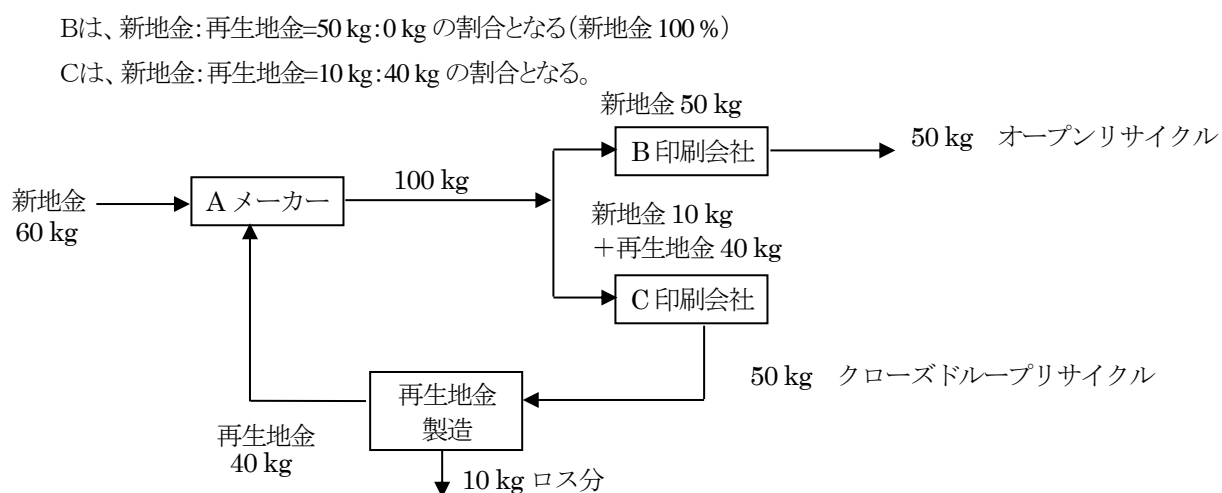 Bは、新地金:再生地金=50 kg:0 kg の割合となる(新地金 100 %)
Cは、新地金:再生地金=10 kg:40 kg の割合となる。
新地金 50 kg
B 印刷会社
50 kg オープンリサイクル
新地金
60 kg
A メーカー
100 kg
新地金 10 kg
+再生地金 40 kg
C 印刷会社
50 kg クローズドループリサイクル
再生地金
製造
再生地金
40 kg
10 kg ロス分